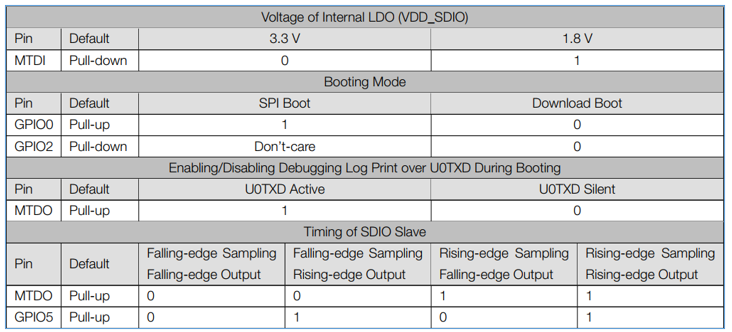 Voltage of Internal LDO (VDD_SDIO)
Pin Default 3.3 V 1.8 V
MTDI Pull-down 0 1
Booting Mode
Pin Default SPI Boot Download Boot
GPIO0 Pull-up 1 0
GPIO2 Pull-down Don't-care 0
Enabling/Disabling Debugging Log Print over U0TXD During Booting
Pin Default U0TXD Active U0TXD Silent
MTDO Pull-up 1 0
Timing of SDIO Slave
Pin Default Falling-edge Sampling Falling-edge Sampling Rising-edge Sampling Rising-edge Sampling
Falling-edge Output Rising-edge Output Falling-edge Output Rising-edge Output
MTDO Pull-up 0 0 1 1
GPIO5 Pull-up 0 1 0 1